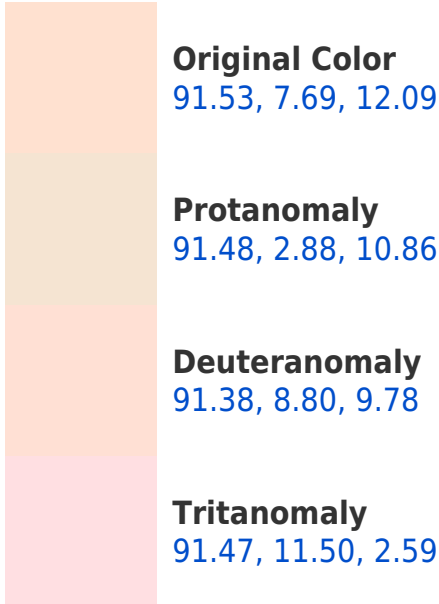 Original Color
91.53, 7.69, 12.09
Protanomaly
91.48, 2.88, 10.86
Deuteranomaly
91.38, 8.80, 9.78
Tritanomaly
91.47, 11.50, 2.59